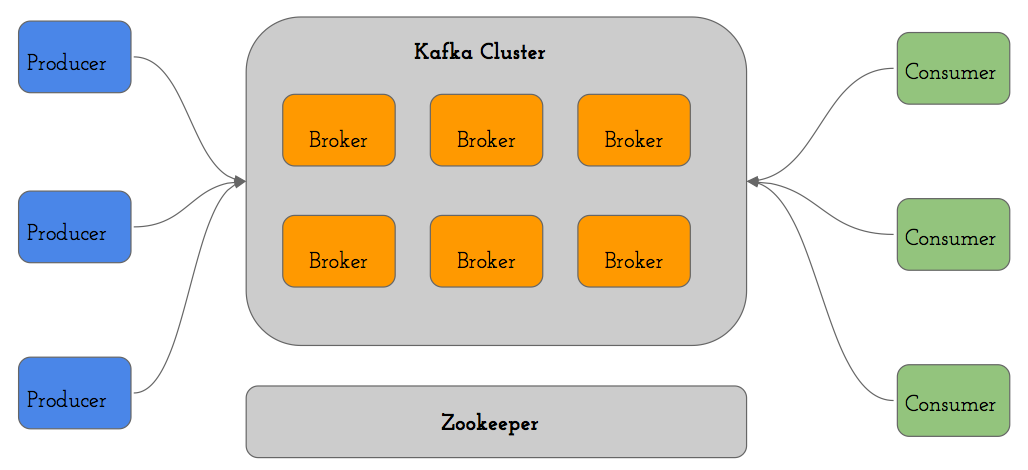 Kafka Cluster
Producer
Consumer
Broker Broker Broker
Producer
Consumer
Broker Broker Broker
Producer
Consumer
Zookeeper